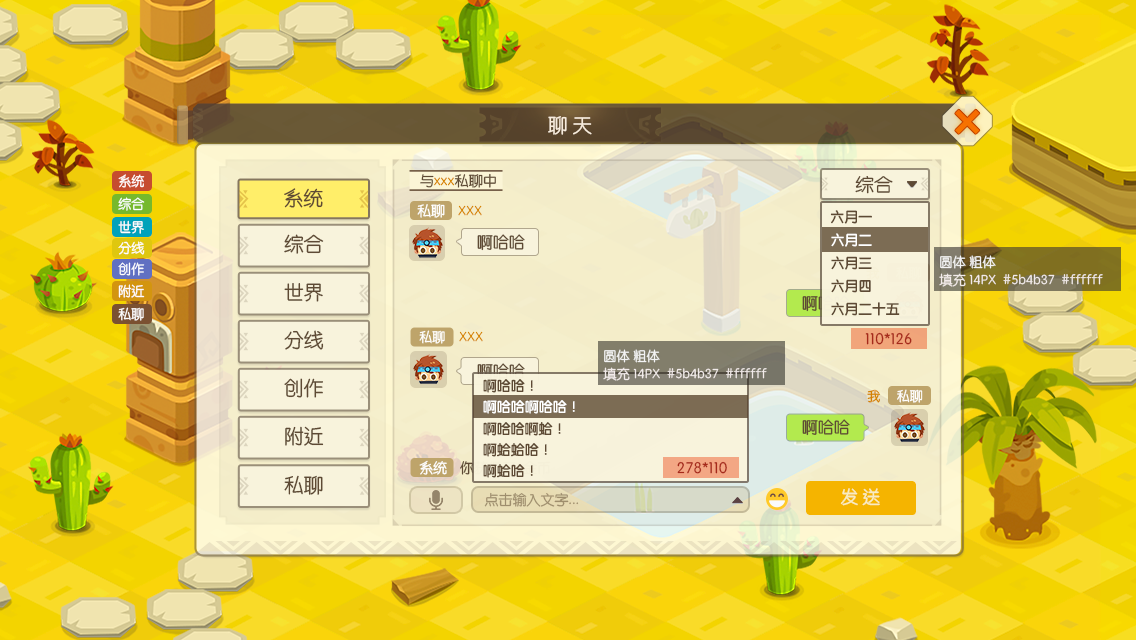 聊天
系统
综合
世界
分线
创作
附近
私聊
系统
综合
世界
分线
创作
附近
私聊
与xxx私聊中
私聊 XXX
啊哈哈
综合
六月一
六月二
六月三
六月四
六月二十五
圆体 粗体
填充 14PX #5b4b37 #ffffff
110*126
啊
私聊 XXX
啊哈哈
圆体 粗体
填充 14PX #5b4b37 #ffffff
啊哈哈！
啊哈哈啊哈哈！
啊哈哈啊蛤！
啊蛤蛤哈！
啊蛤哈！
278*110
我 私聊
啊哈哈
系统 你
点击输入文字...
发送